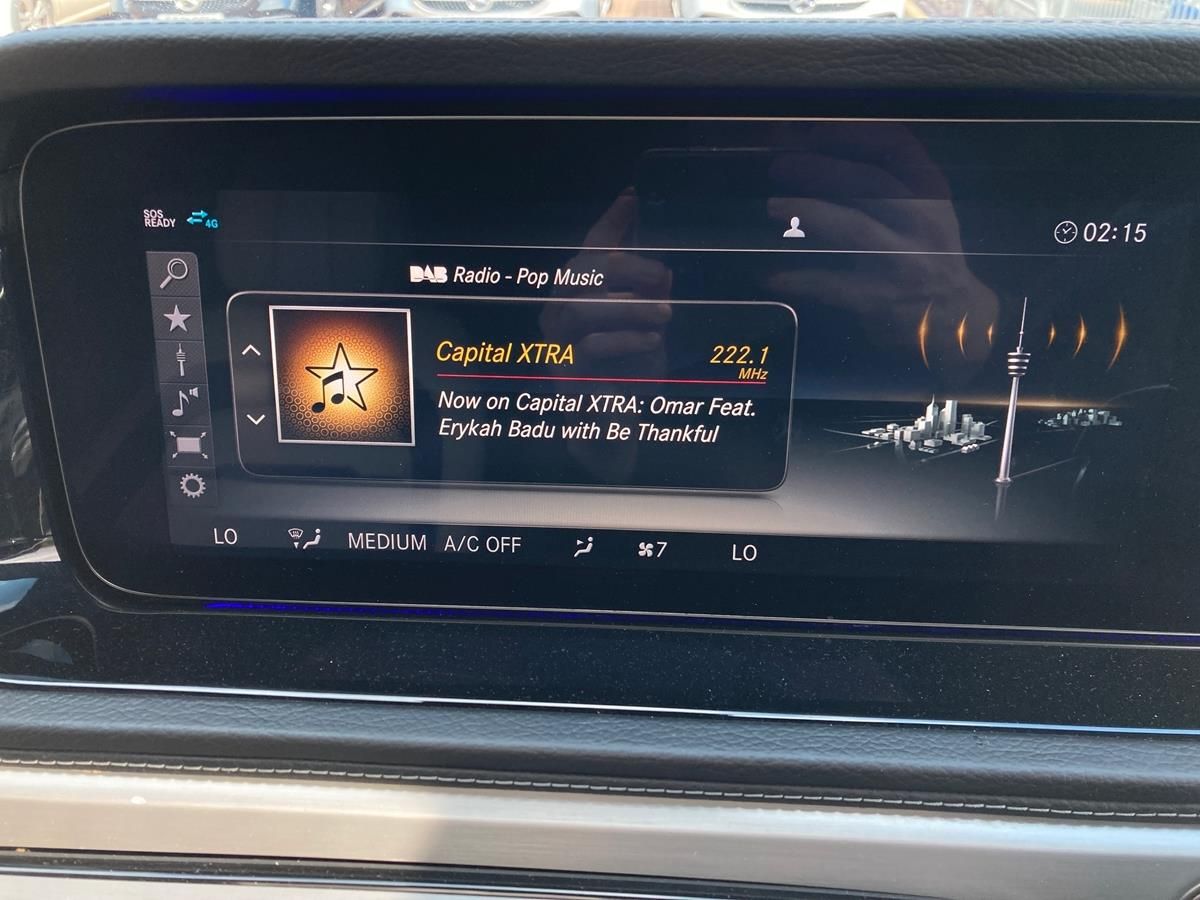 SOS
READY
4G
02:15
DAB Radio - Pop Music
Capital XTRA
222.1
MHz
Now on Capital XTRA: Omar Feat.
Erykah Badu with Be Thankful
LO MEDIUM A/C OFF 7 LO